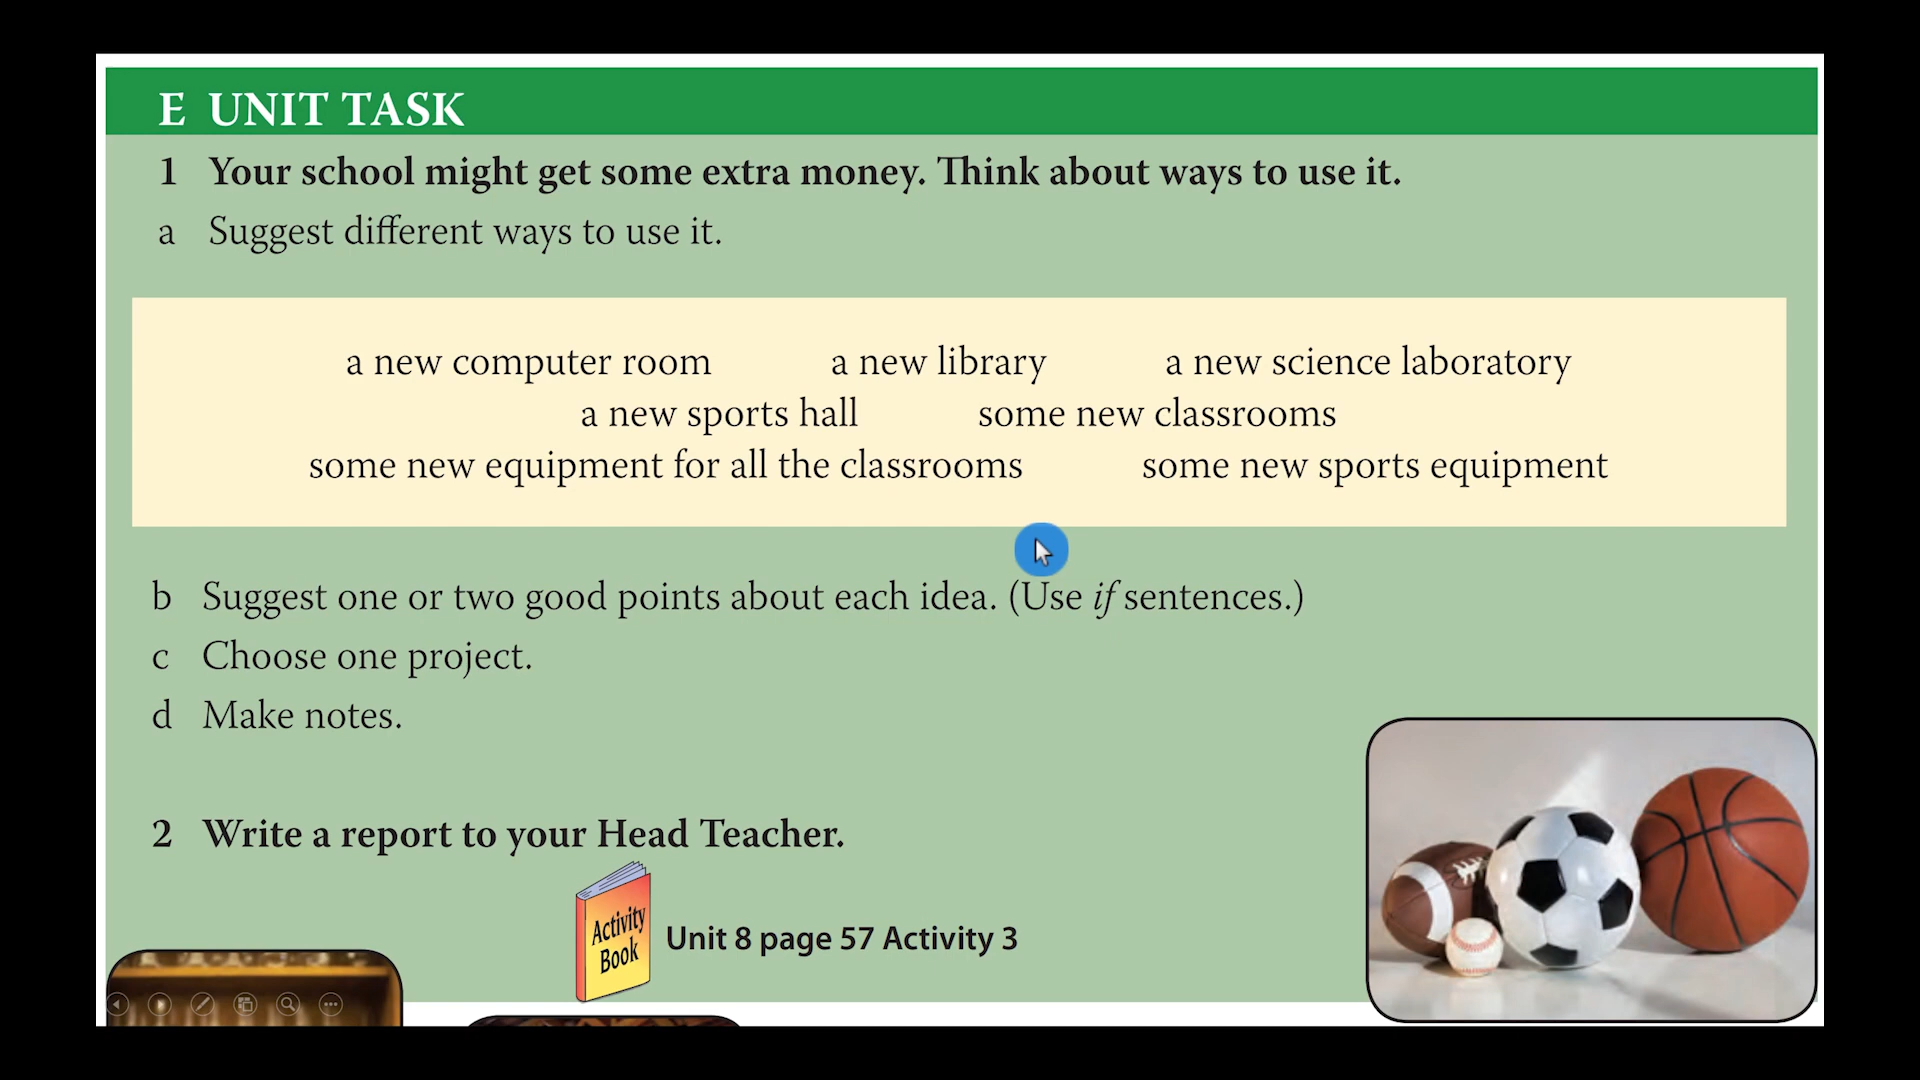 E UNIT TASK
1 Your school might get some extra money. Think about ways to use it.
a Suggest different ways to use it.
a new computer room a new library a new science laboratory
a new sports hall some new classrooms
some new equipment for all the classrooms some new sports equipment
b Suggest one or two good points about each idea. (Use if sentences.)
c Choose one project.
d Make notes.
2 Write a report to your Head Teacher.
Activity
Book
Unit 8 page 57 Activity 3